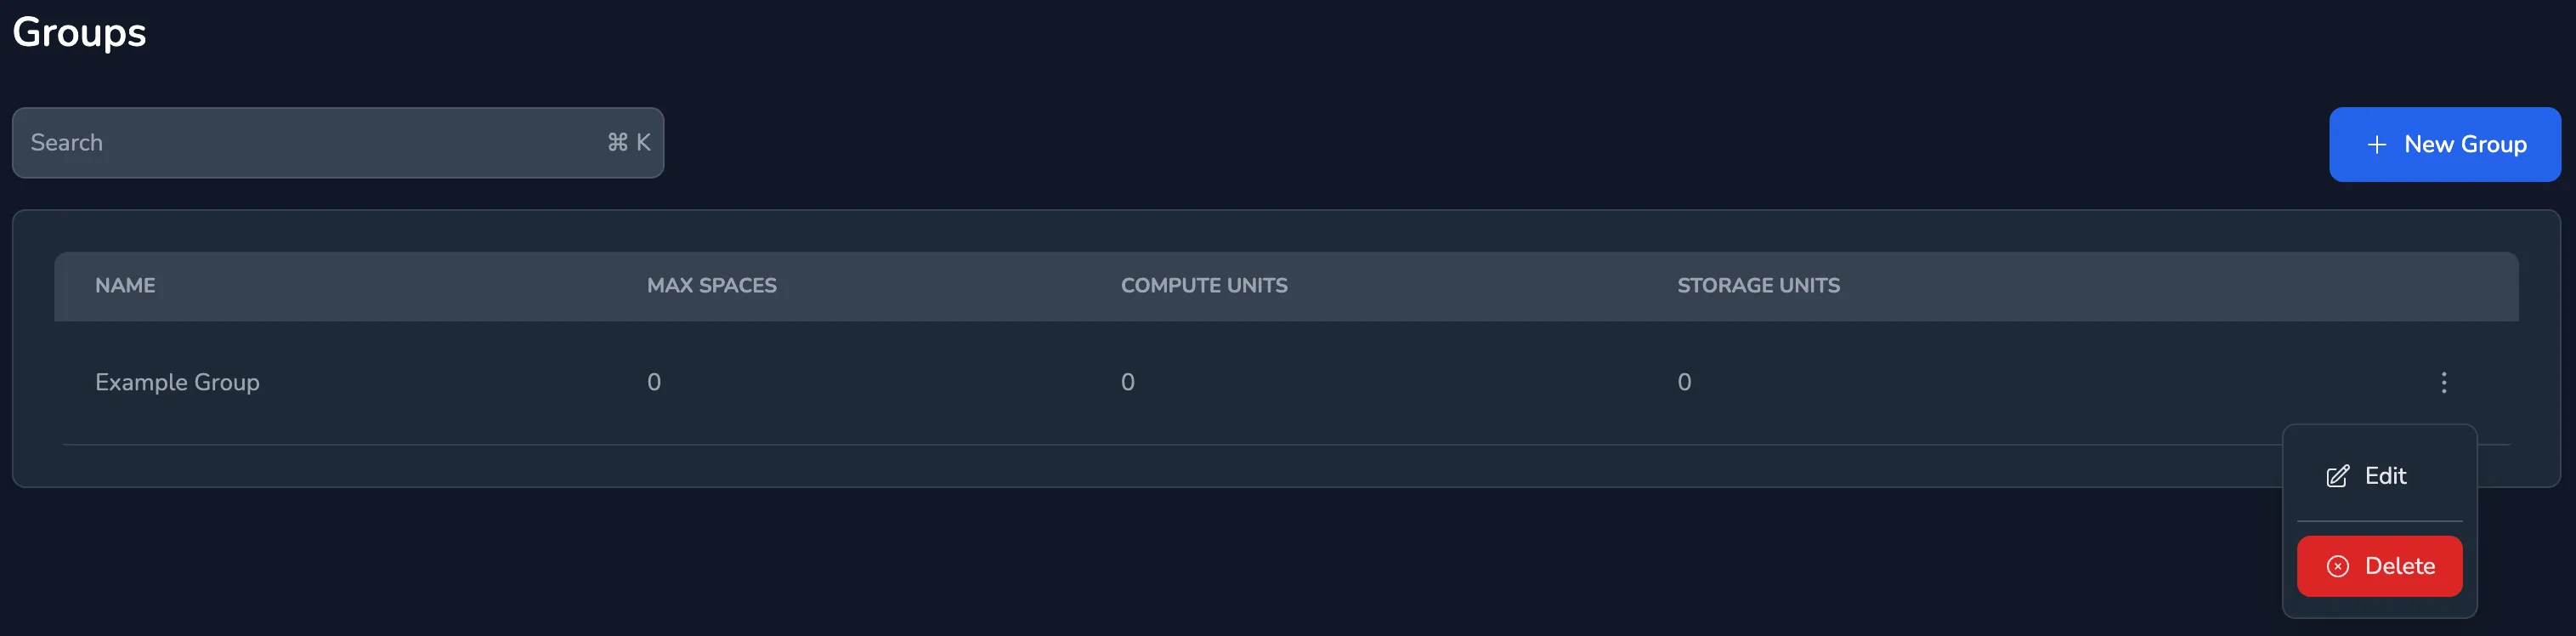 Groups
Search ⌘ K
+ New Group
NAME MAX SPACES COMPUTE UNITS STORAGE UNITS
Example Group 0 0 0
Edit
Delete